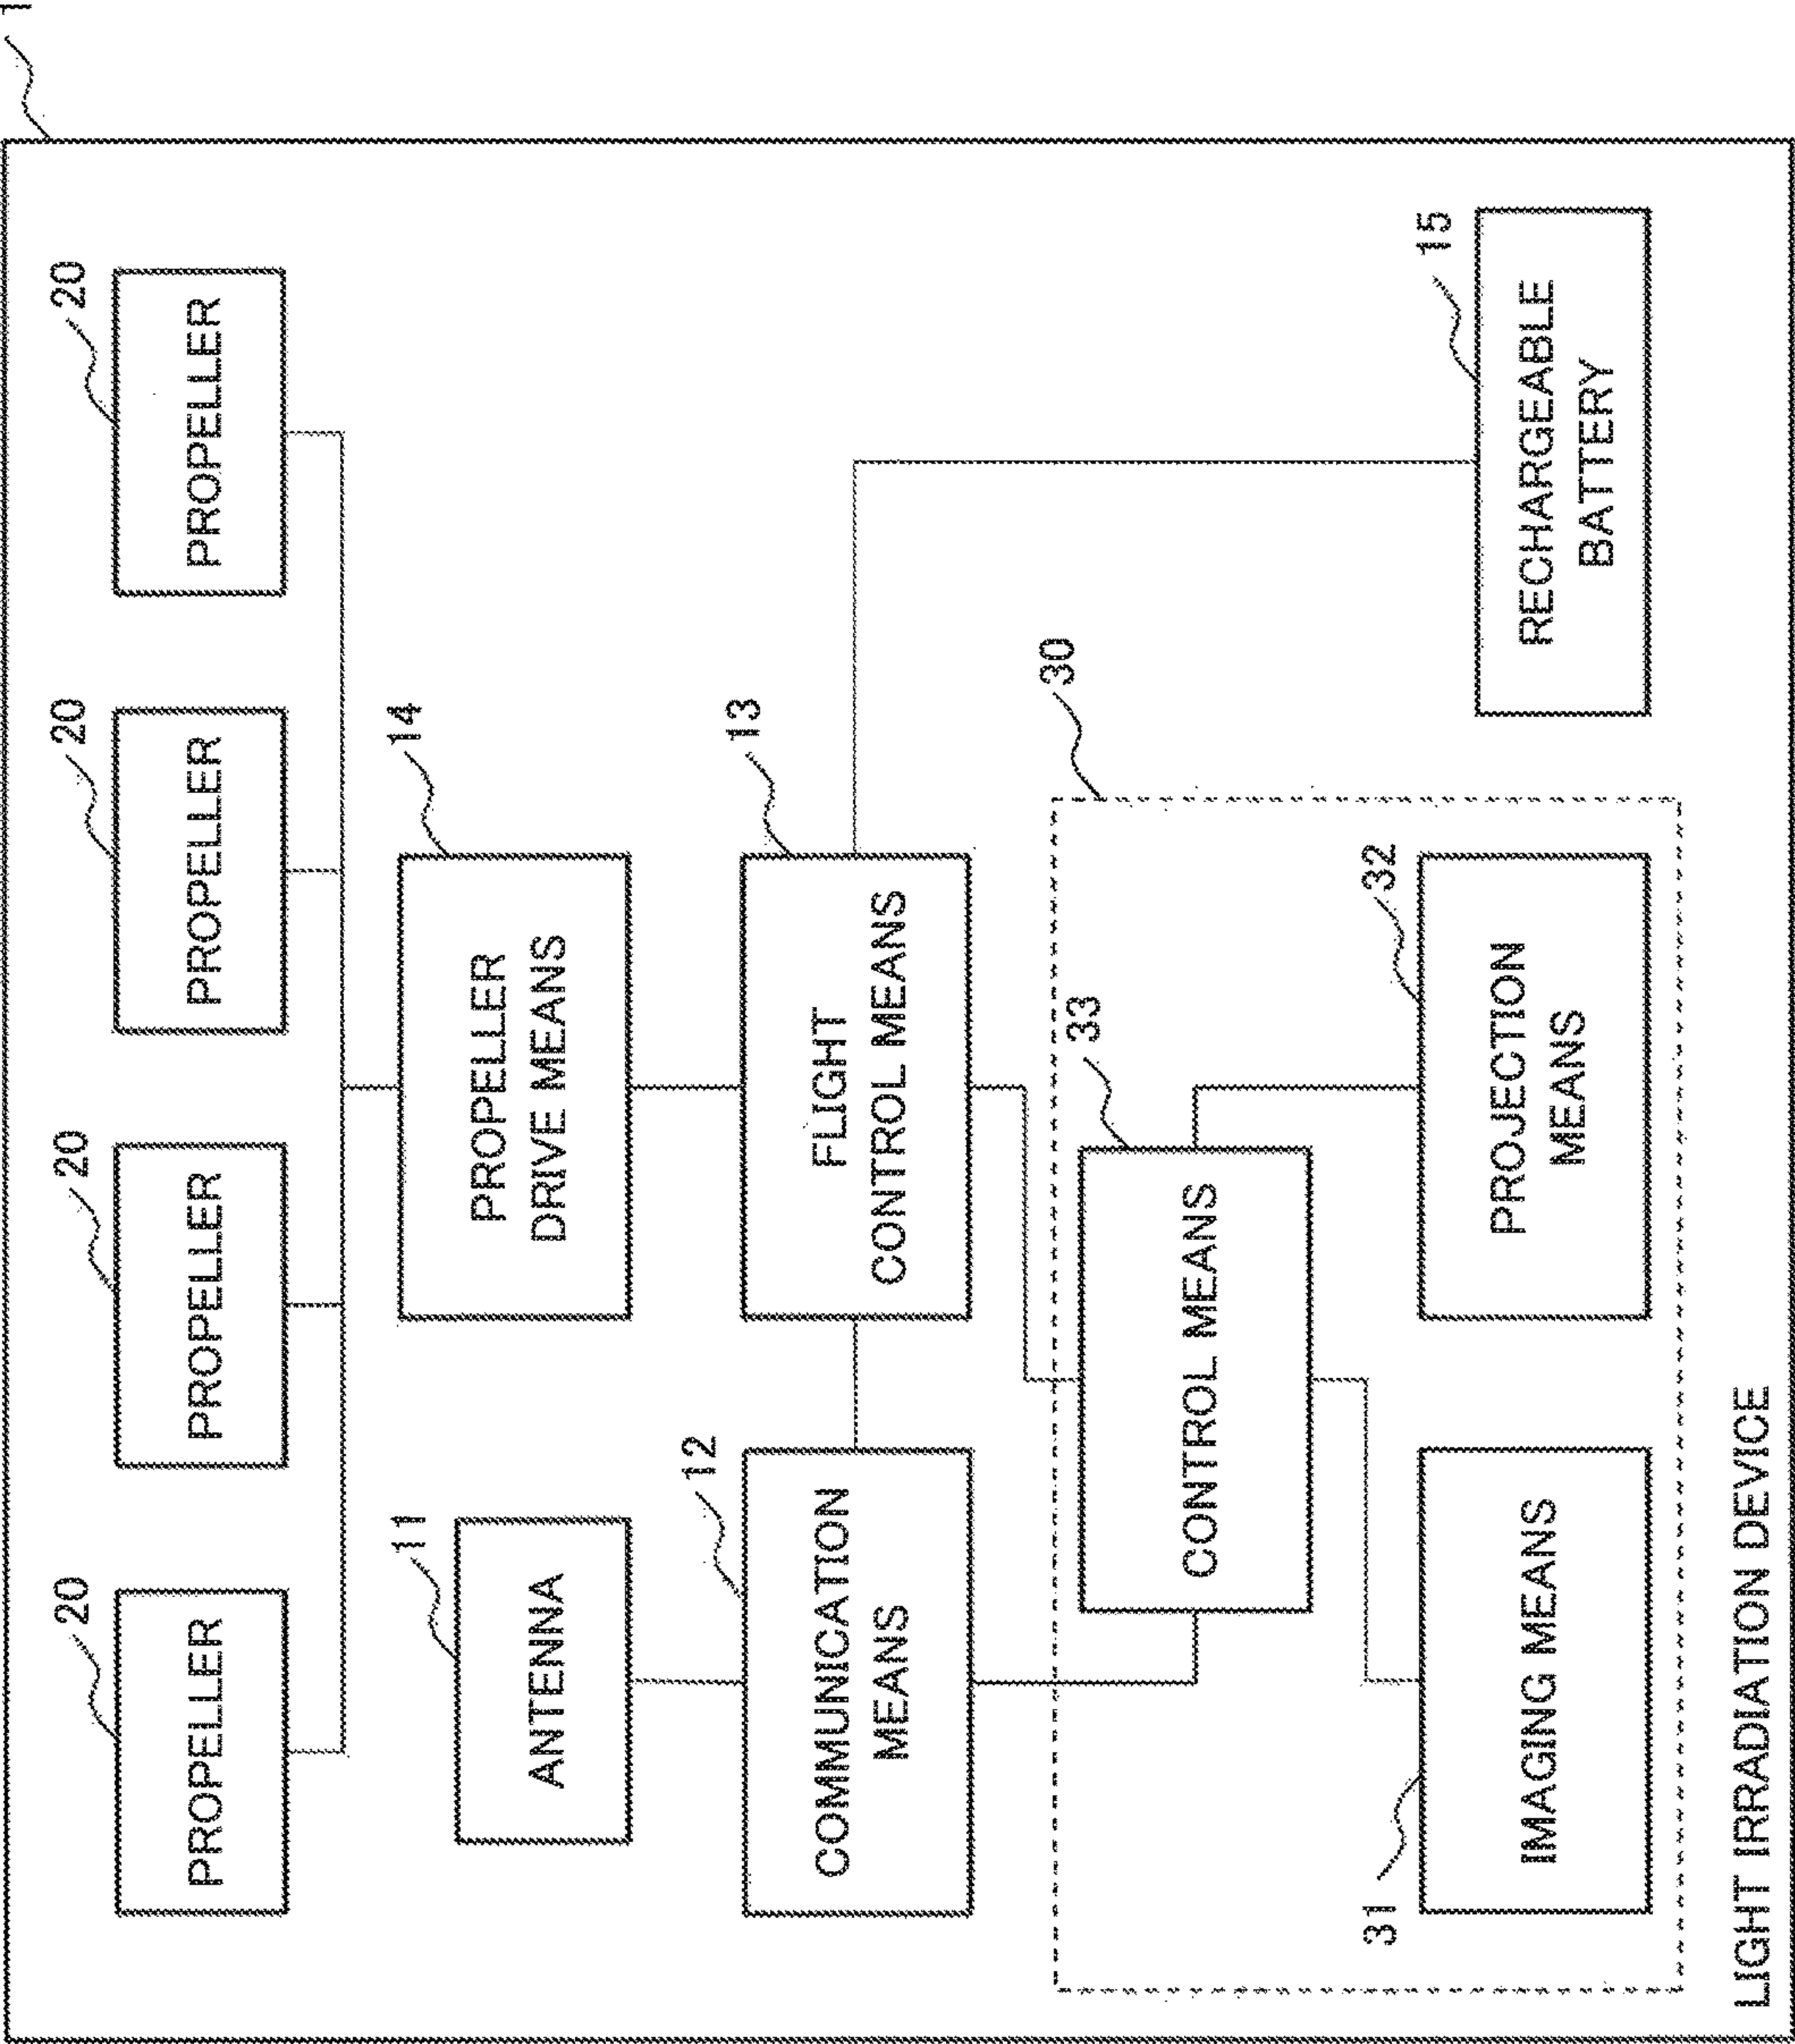 1
20
20
20
20
PROPELLER
PROPELLER
PROPELLER
PROPELLER
11
14
ANTENNA
PROPELLER
DRIVE MEANS
12
13
COMMUNICATION
MEANS
FLIGHT
CONTROL MEANS
30
33
CONTROL MEANS
31
32
15
IMAGING MEANS
PROJECTION
MEANS
RECHARGEABLE
BATTERY
LIGHT IRRADIATION DEVICE